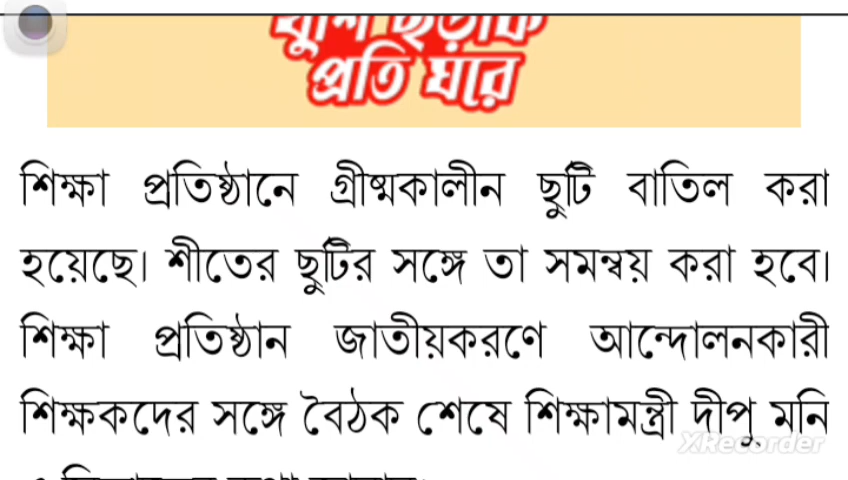 খুশি ছড়াক
প্রতি ঘরে
শিক্ষা প্রতিষ্ঠানে গ্রীষ্মকালীন ছুটি বাতিল করা
হয়েছে। শীতের ছুটির সঙ্গে তা সমন্বয় করা হবে।
শিক্ষা প্রতিষ্ঠান জাতীয়করণে আন্দোলনকারী
শিক্ষকদের সঙ্গে বৈঠক শেষে শিক্ষামন্ত্রী দীপু মনি
XRecorder